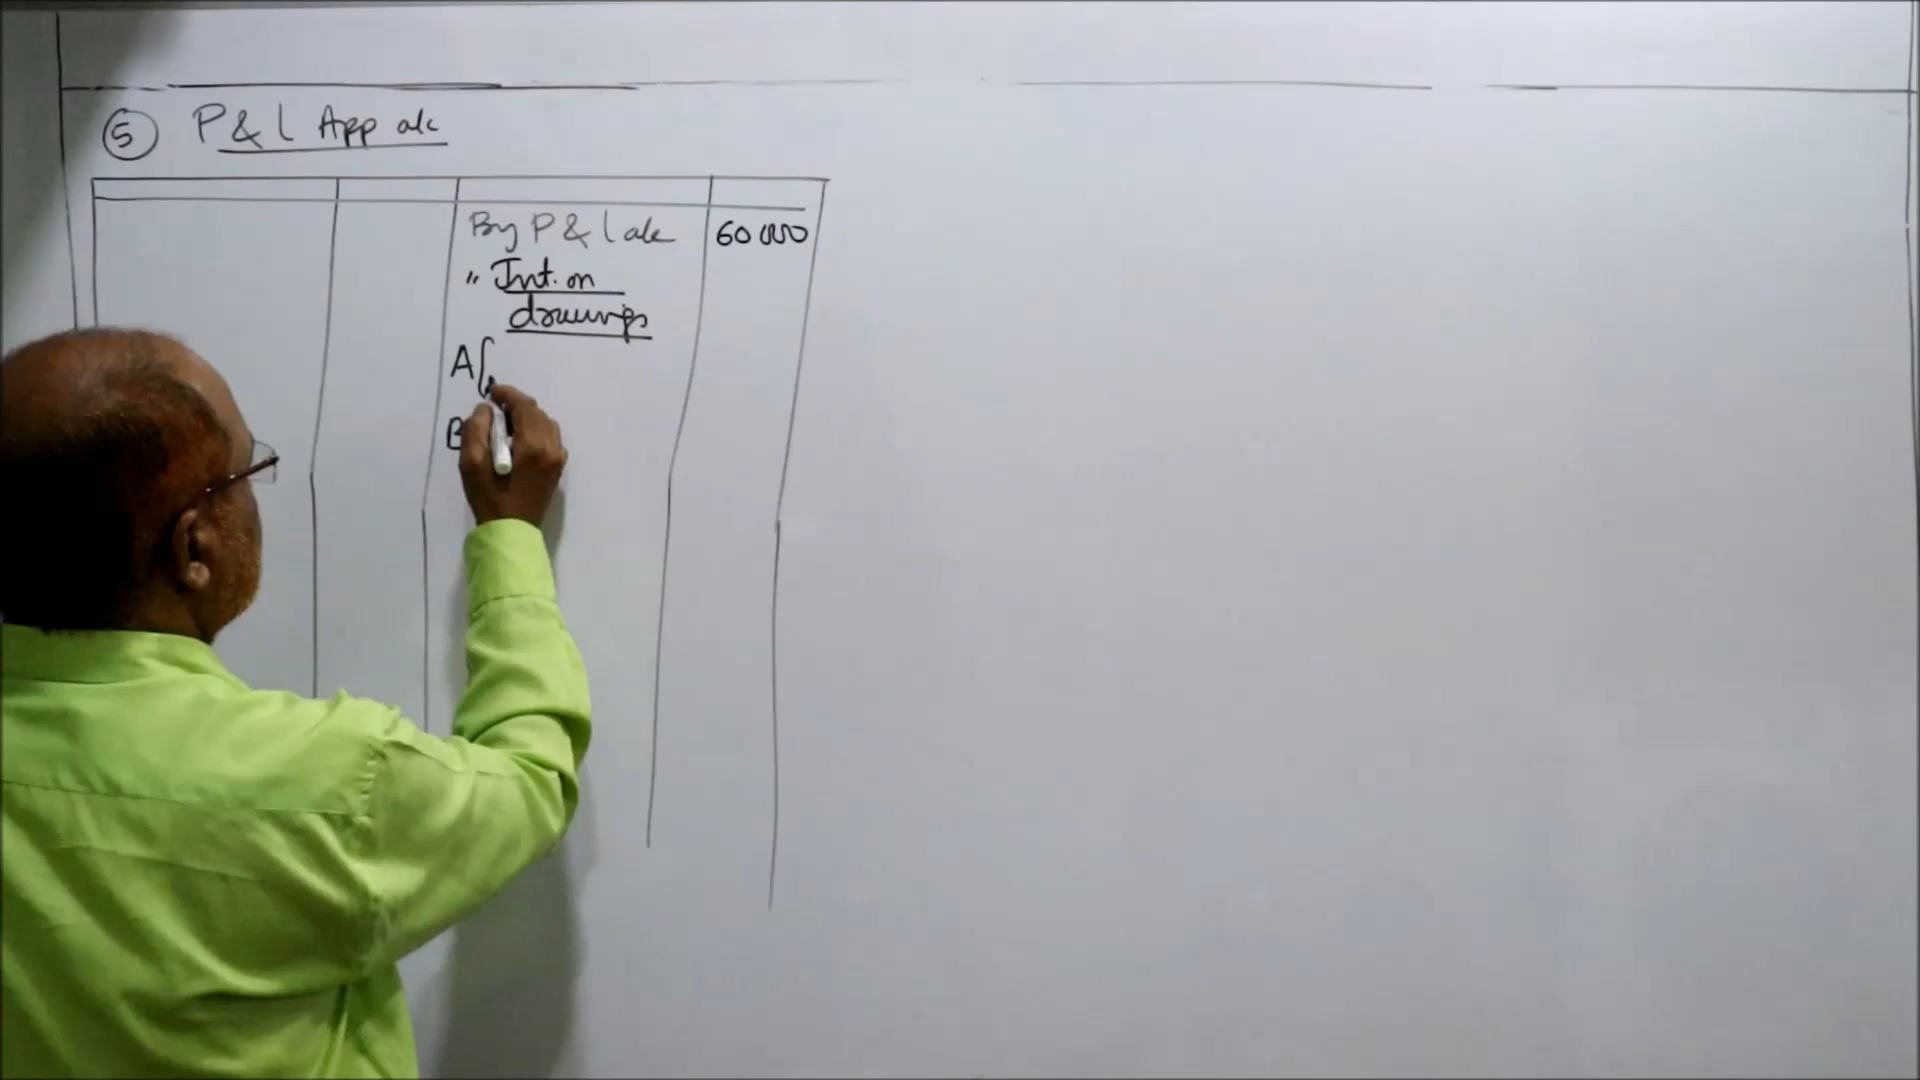 5 P & L App a/c
By P & L a/c 60000
" Int. on
drawings
A
B